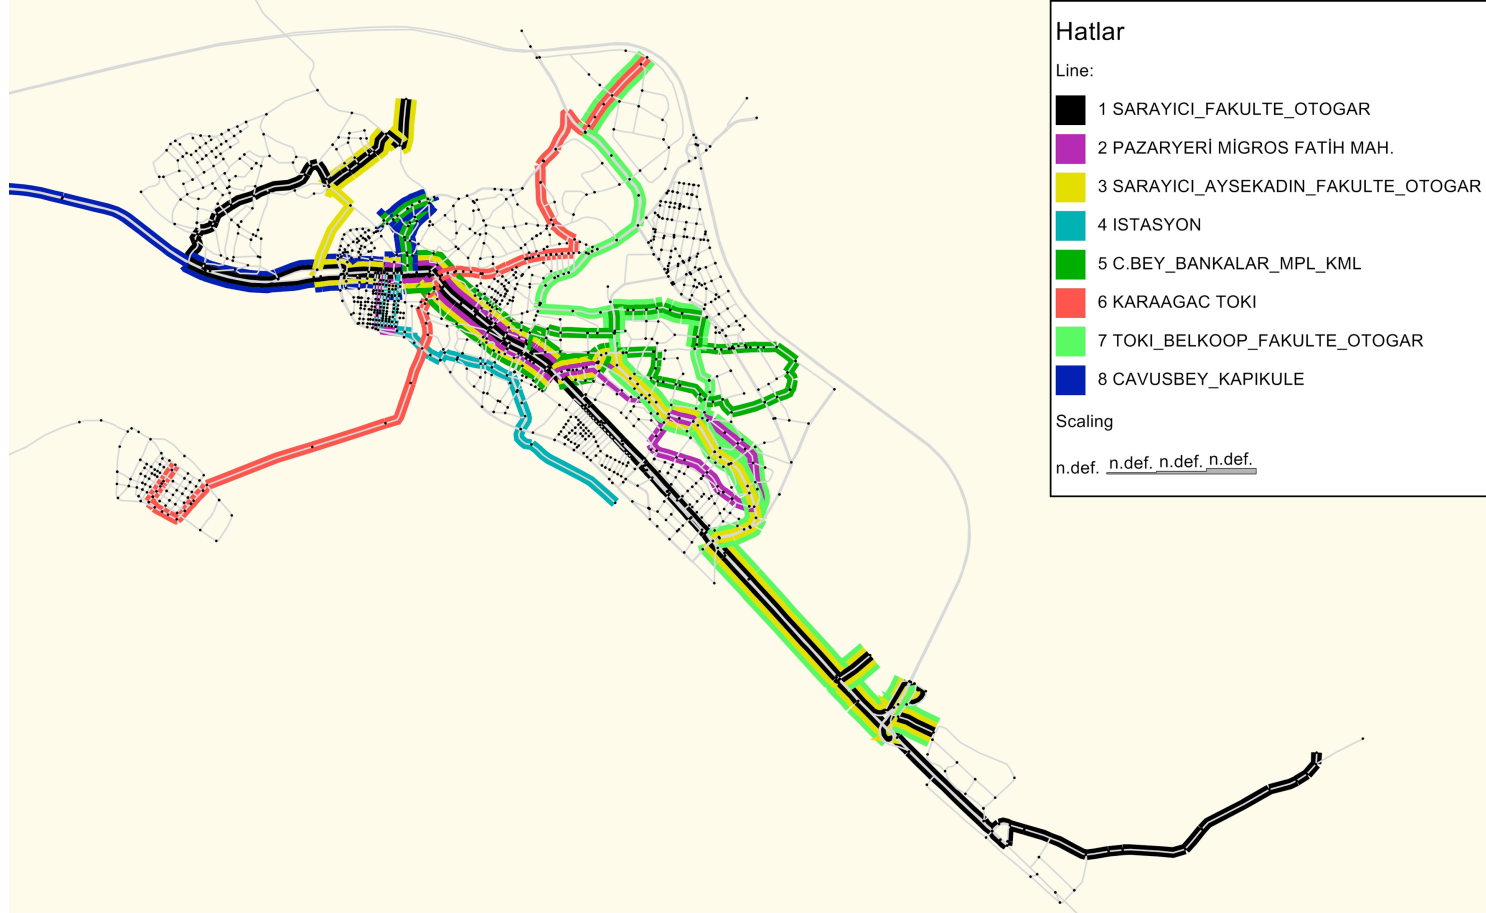 Hatlar
Line:
1 SARAYICI_FAKULTE_OTOGAR
2 PAZARYERİ MİGROS FATİH MAH.
3 SARAYICI_AYSEKADIN_FAKULTE_OTOGAR
4 ISTASYON
5 C.BEY_BANKALAR_MPL_KML
6 KARAAGAC TOKI
7 TOKI_BELKOOP_FAKULTE_OTOGAR
8 CAVUSBEY_KAPIKULE
Scaling
n.def. n.def. n.def. n.def.